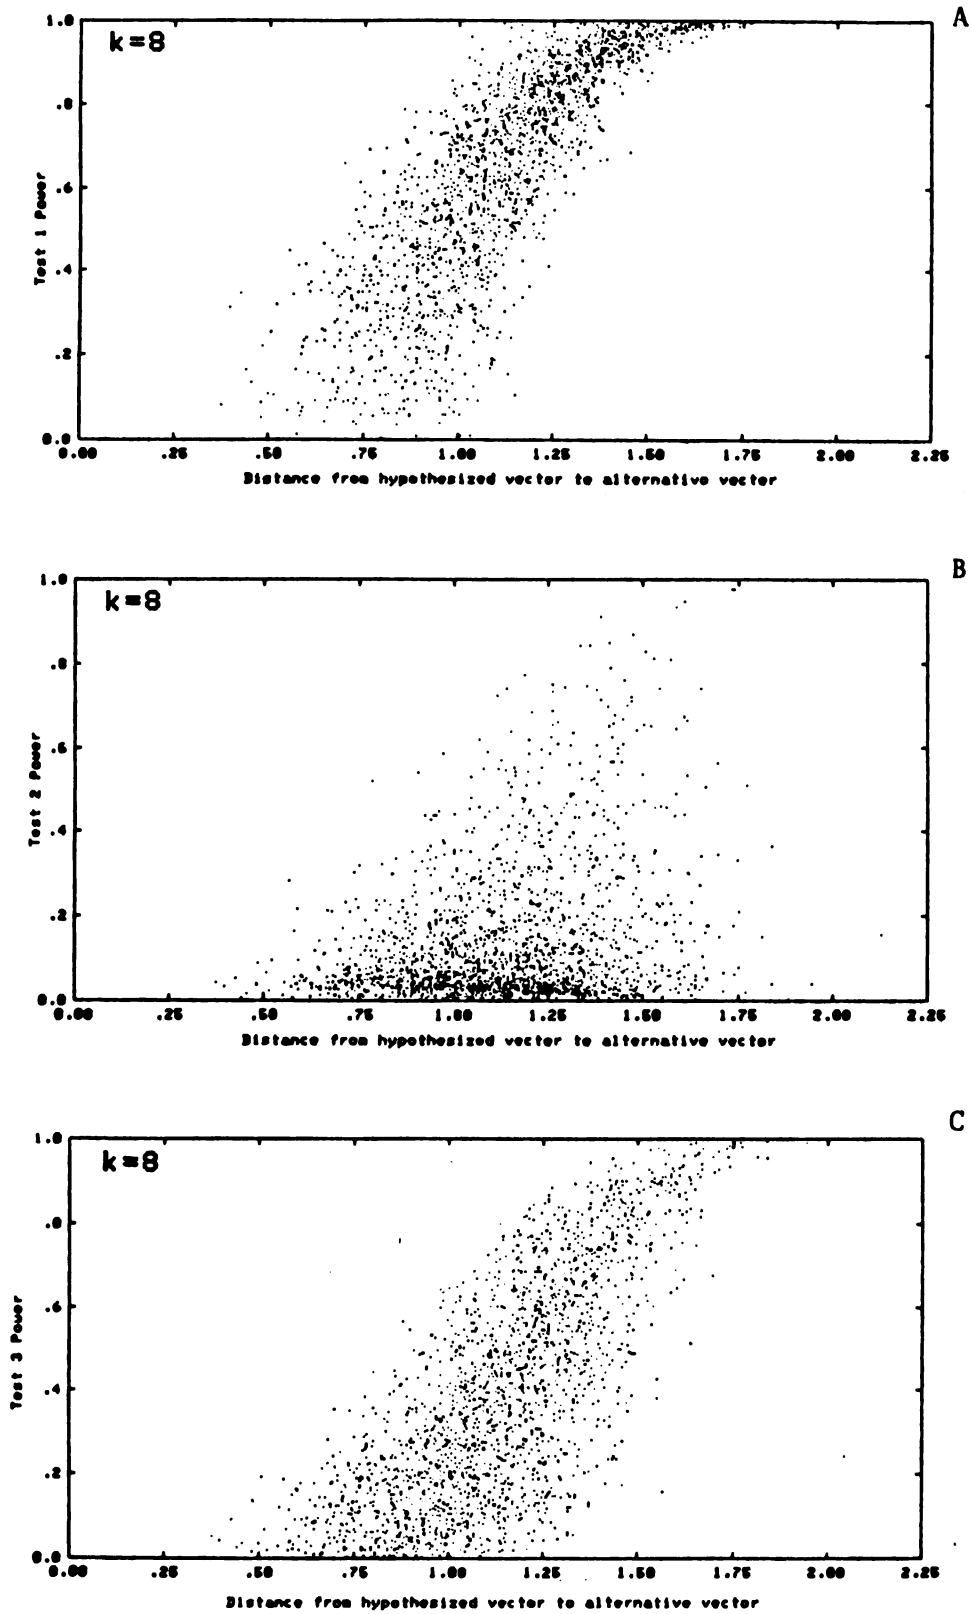 A
k=8
1.0
.8
.6
.4
.2
0.0
Test 1 Power
0.00 .25 .50 .75 1.00 1.25 1.50 1.75 2.00 2.25
Distance from hypothesized vector to alternative vector
B
k=8
1.0
.8
.6
.4
.2
0.0
Test 2 Power
0.00 .25 .50 .75 1.00 1.25 1.50 1.75 2.00 2.25
Distance from hypothesized vector to alternative vector
C
k=8
1.0
.8
.6
.4
.2
0.0
Test 3 Power
0.00 .25 .50 .75 1.00 1.25 1.50 1.75 2.00 2.25
Distance from hypothesized vector to alternative vector